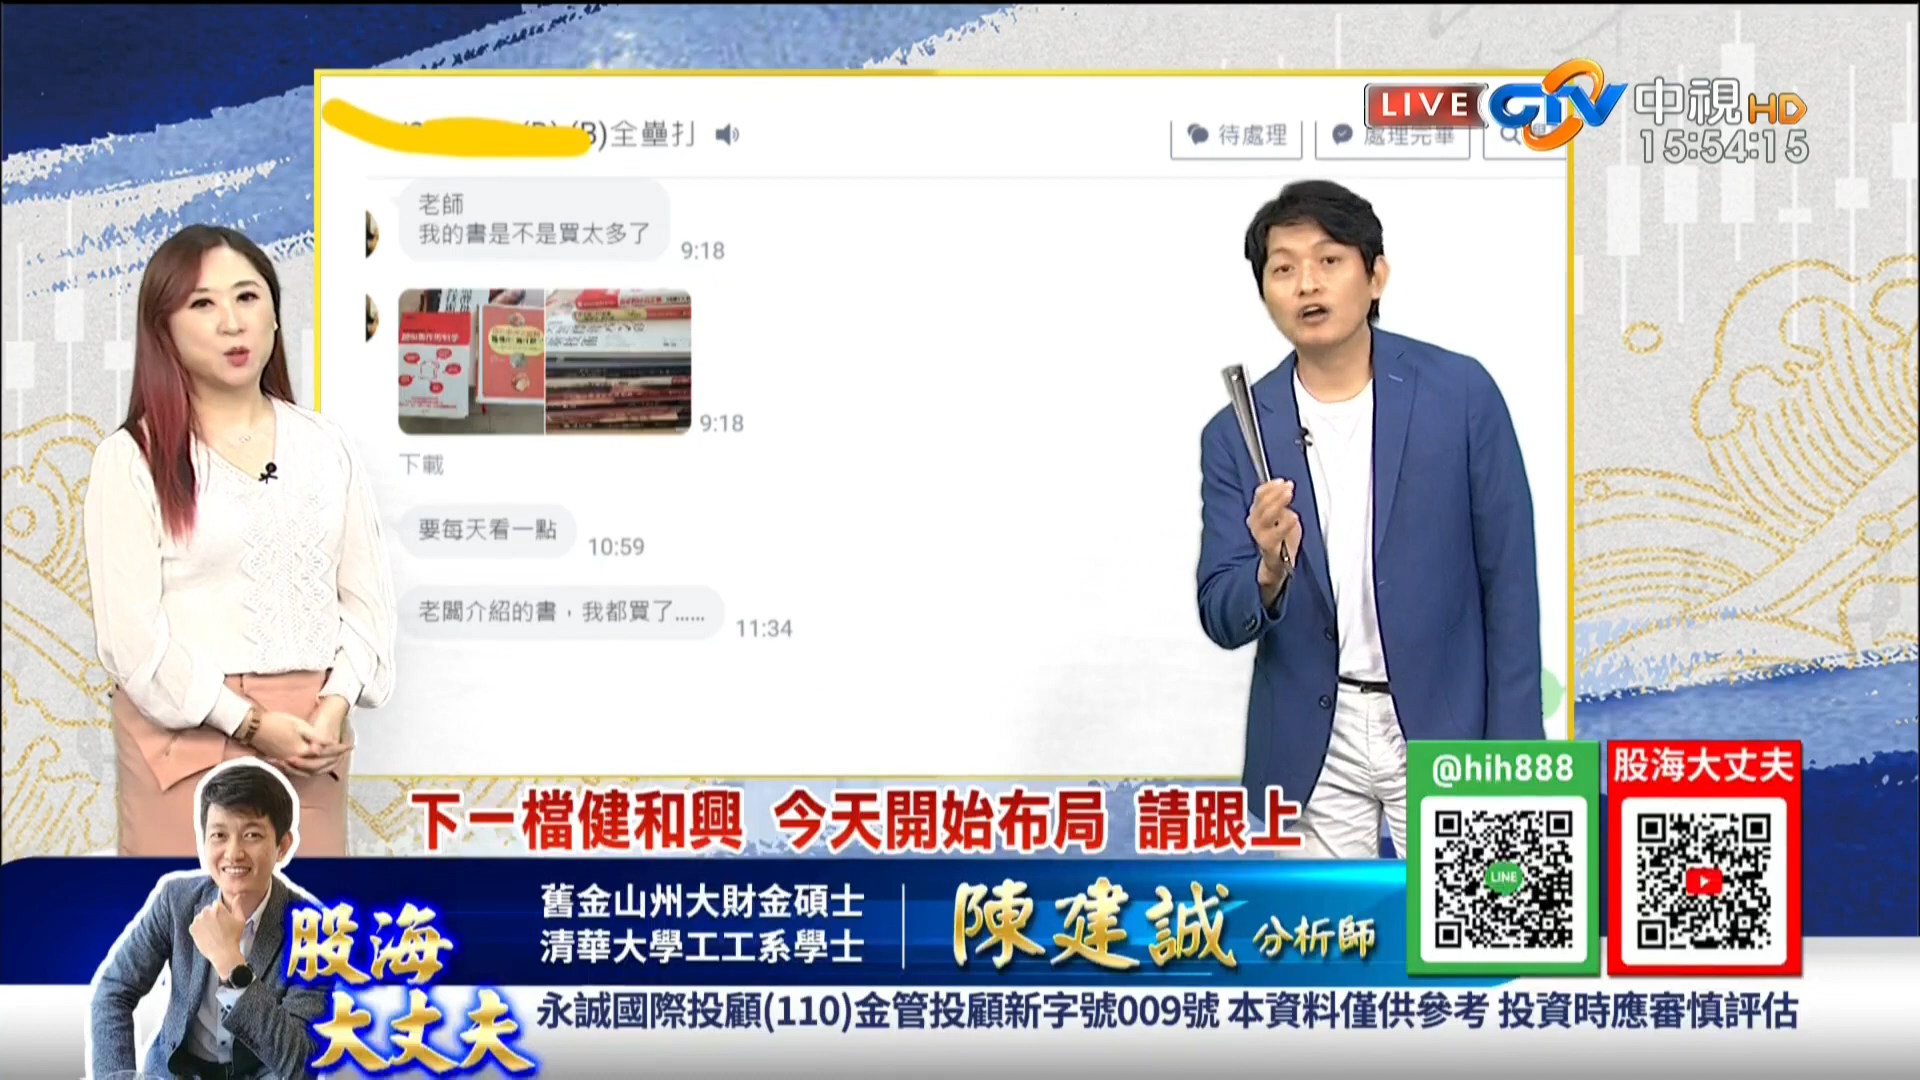 LIVE
CTV 中視HD
15:54:15
全壘打
待處理
處理完畢
老師
我的書是不是買太多了
9:18
9:18
下載
要每天看一點
10:59
老闆介紹的書，我都買了......
11:34
下一檔健和興 今天開始布局 請跟上
@hih888
股海大丈夫
LINE
舊金山州大財金碩士
清華大學工工系學士
陳建誠 分析師
股海
大丈夫
永誠國際投顧(110)金管投顧新字號009號 本資料僅供參考 投資時應審慎評估